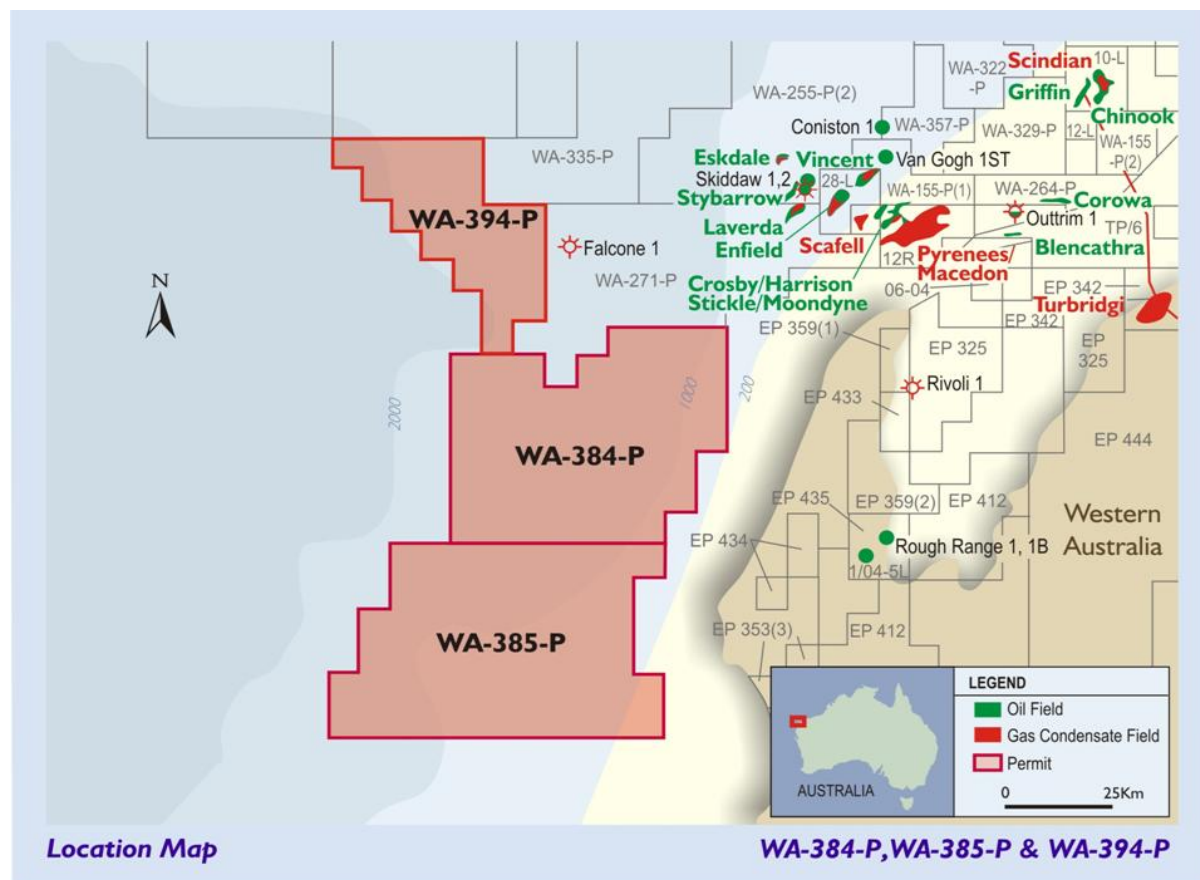 WA-322
-P
Scindian
10-L
WA-255-P(2)
Griffin
Chinook
Coniston 1
WA-357-P
WA-329-P
12-L
WA-155
-P(2)
WA-335-P
Eskdale
Vincent
Van Gogh 1ST
Skiddaw 1,2
28-L
WA-155-P(1)
WA-264-P
Stybarrow
Corowa
WA-394-P
Outtrim 1
TP/6
Laverda
Enfield
Scafell
Falcone 1
Pyrenees/
Macedon
Blencathra
12R
WA-271-P
Crosby/Harrison
Stickle/Moondyne
06-04
EP 342
N
Turbridgi
EP 359(1)
EP 342
EP 325
EP
325
Rivoli 1
2000
1000
200
EP 433
EP 444
WA-384-P
EP 435
EP 359(2)
EP 412
Western
Australia
EP 434
Rough Range 1, 1B
1/04-5L
WA-385-P
EP 353(3)
EP 412
LEGEND
Oil Field
Gas Condensate Field
Permit
AUSTRALIA
0 25Km
Location Map
WA-384-P, WA-385-P & WA-394-P